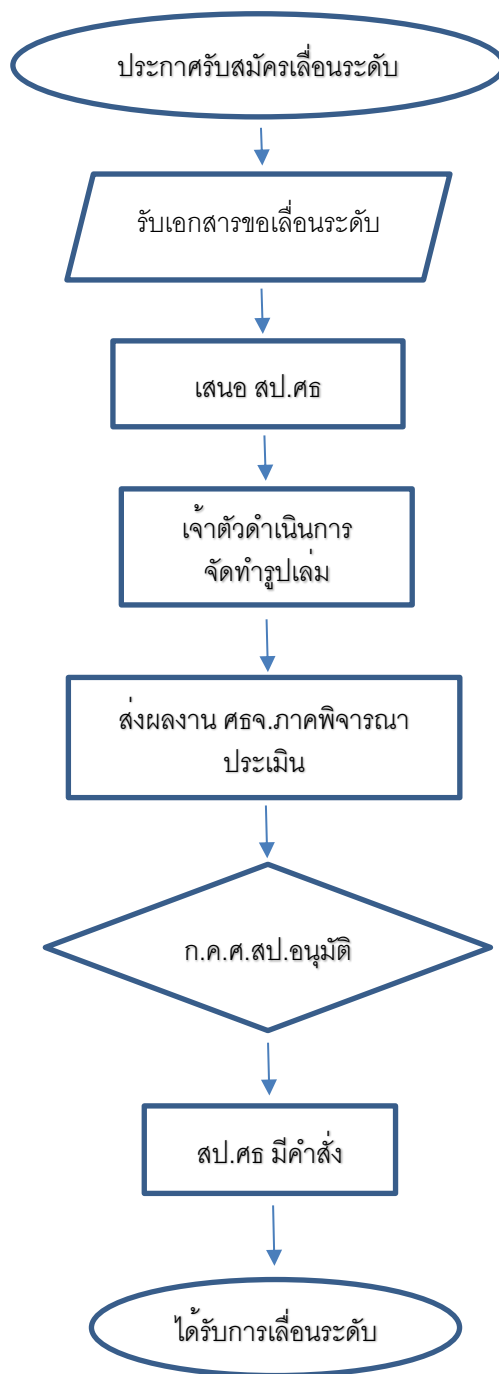 ประกาศรับสมัครเลื่อนระดับ
รับเอกสารขอเลื่อนระดับ
เสนอ สป.ศธ
เจ้าตัวดำเนินการ
จัดทำรูปเล่ม
ส่งผลงาน ศธจ.ภาคพิจารณา
ประเมิน
ก.ค.ศ.สป.อนุมัติ
สป.ศธ มีคำสั่ง
ได้รับการเลื่อนระดับ